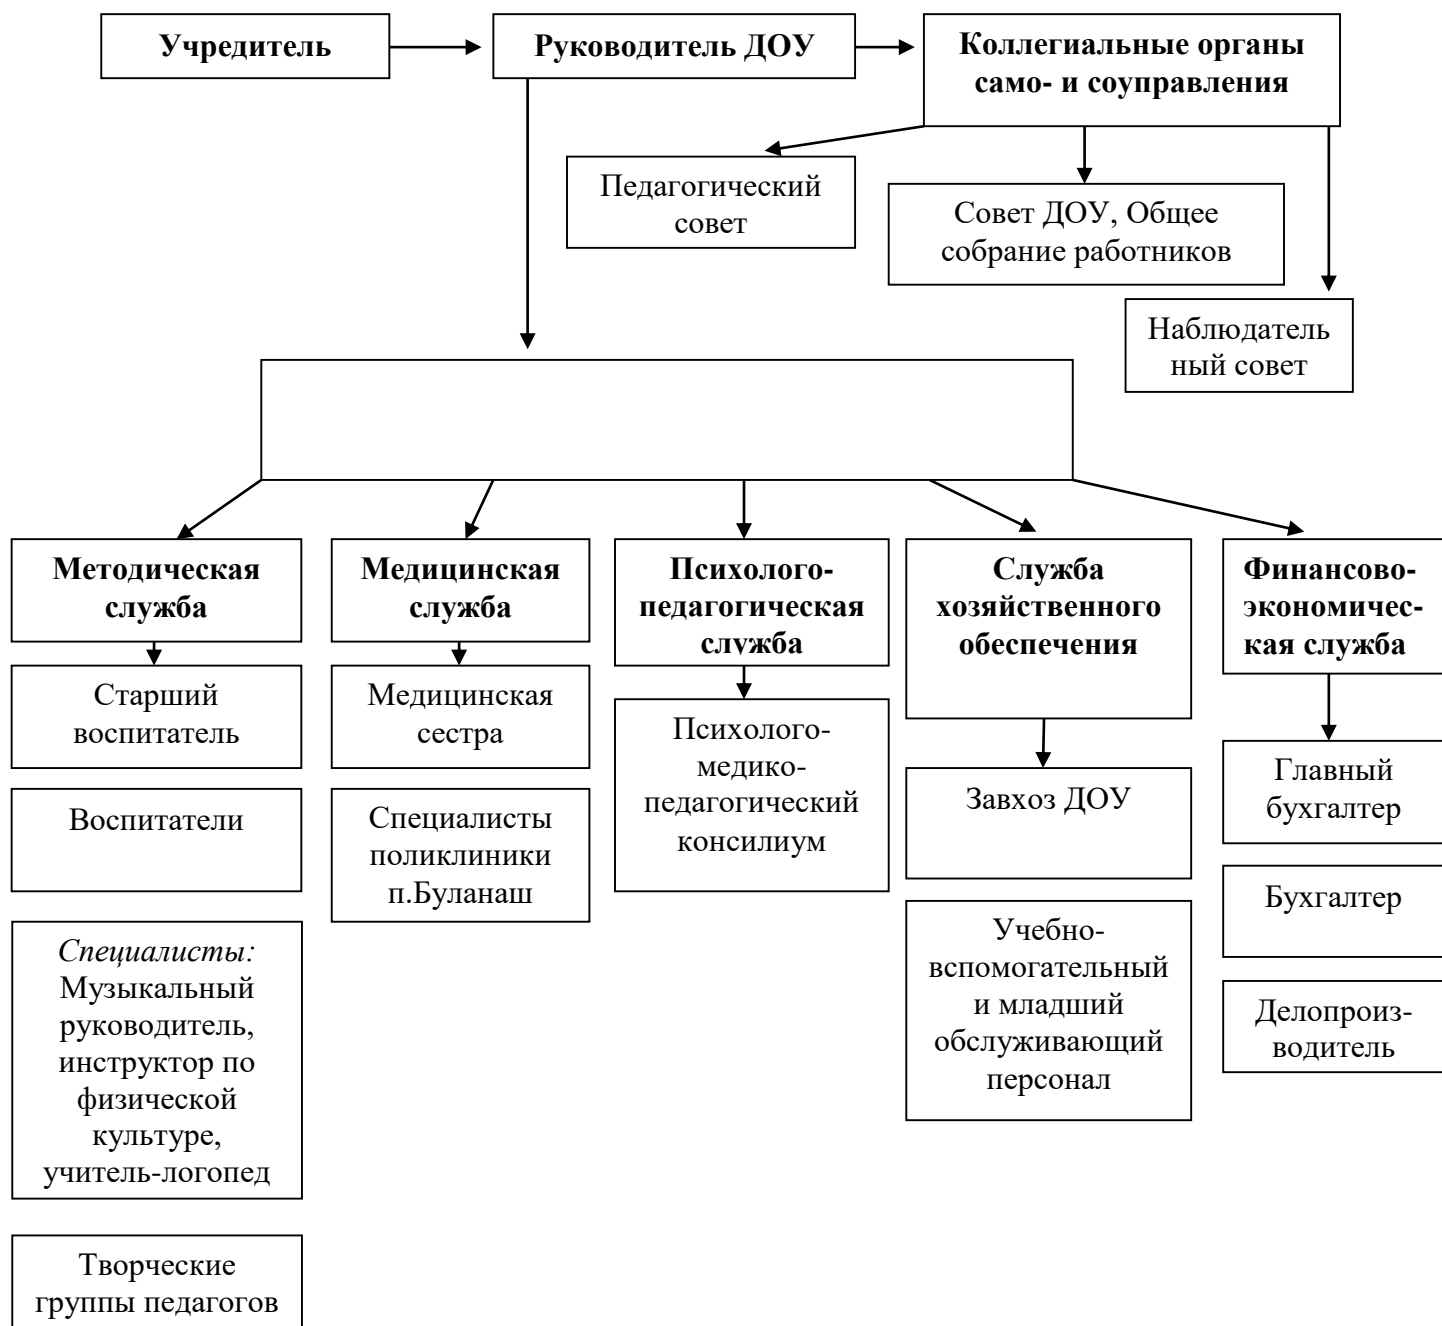 Учредитель
Руководитель ДОУ
Коллегиальные органы
само- и соуправления
Педагогический
совет
Совет ДОУ, Общее
собрание работников
Наблюдатель
ный совет
Методическая
служба
Медицинская
служба
Психолого-
педагогическая
служба
Служба
хозяйственного
обеспечения
Финансово-
экономичес-
кая служба
Старший
воспитатель
Медицинская
сестра
Психолого-
медико-
педагогический
консилиум
Завхоз ДОУ
Главный
бухгалтер
Воспитатели
Специалисты
поликлиники
п.Буланаш
Бухгалтер
Специалисты:
Музыкальный
руководитель,
инструктор по
физической
культуре,
учитель-логопед
Учебно-
вспомогательный
и младший
обслуживающий
персонал
Делопроиз-
водитель
Творческие
группы педагогов